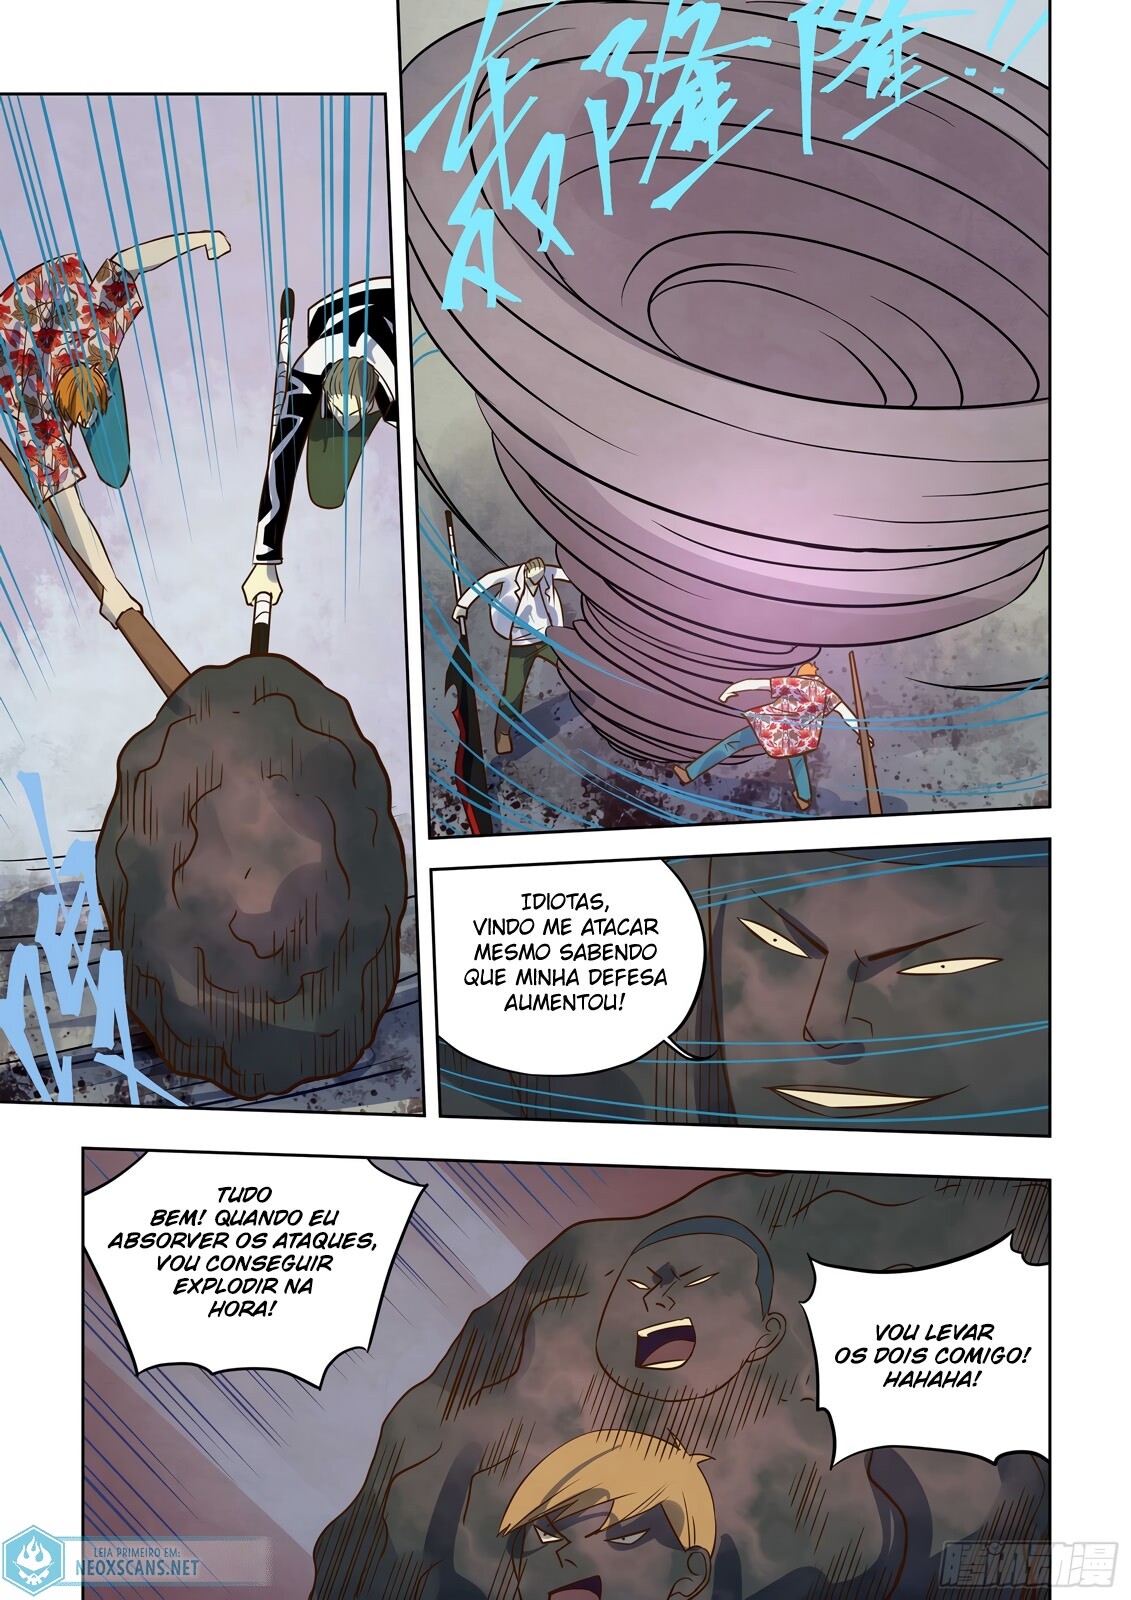 轰隆隆!!
IDIOTAS,
VINDO ME ATACAR
MESMO SABENDO
QUE MINHA DEFESA
AUMENTOU!
TUDO
BEM! QUANDO EU
ABSORVER OS ATAQUES,
VOU CONSEGUIR
EXPLODIR NA
HORA!
VOU LEVAR
OS DOIS COMIGO!
HAHAHA!
LEIA PRIMEIRO EM:
NEOXSCANS.NET
腾讯动漫